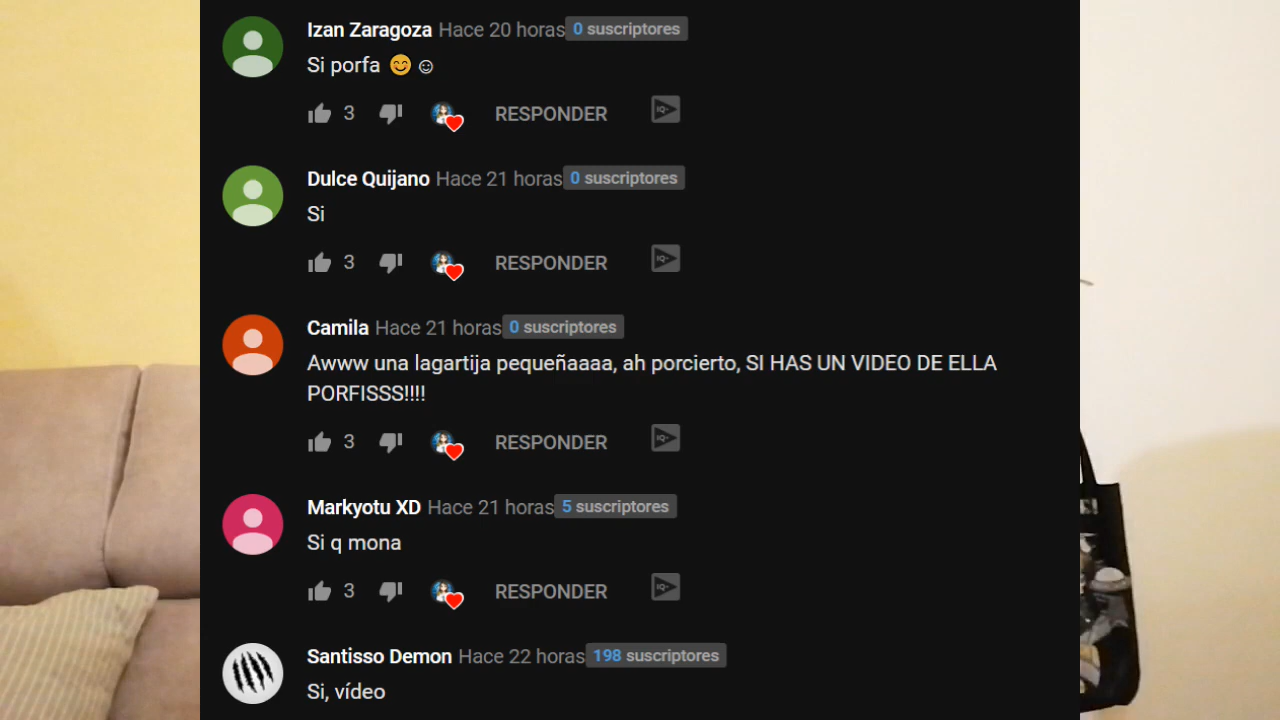 Izan Zaragoza Hace 20 horas 0 suscriptores
Si porfa 😊 ☺
3 RESPONDER
Dulce Quijano Hace 21 horas 0 suscriptores
Si
3 RESPONDER
Camila Hace 21 horas 0 suscriptores
Awww una lagartija pequeñaaaa, ah porcierto, SI HAS UN VIDEO DE ELLA
PORFISSS!!!!
3 RESPONDER
Markyotu XD Hace 21 horas 5 suscriptores
Si q mona
3 RESPONDER
Santisso Demon Hace 22 horas 198 suscriptores
Si, vídeo